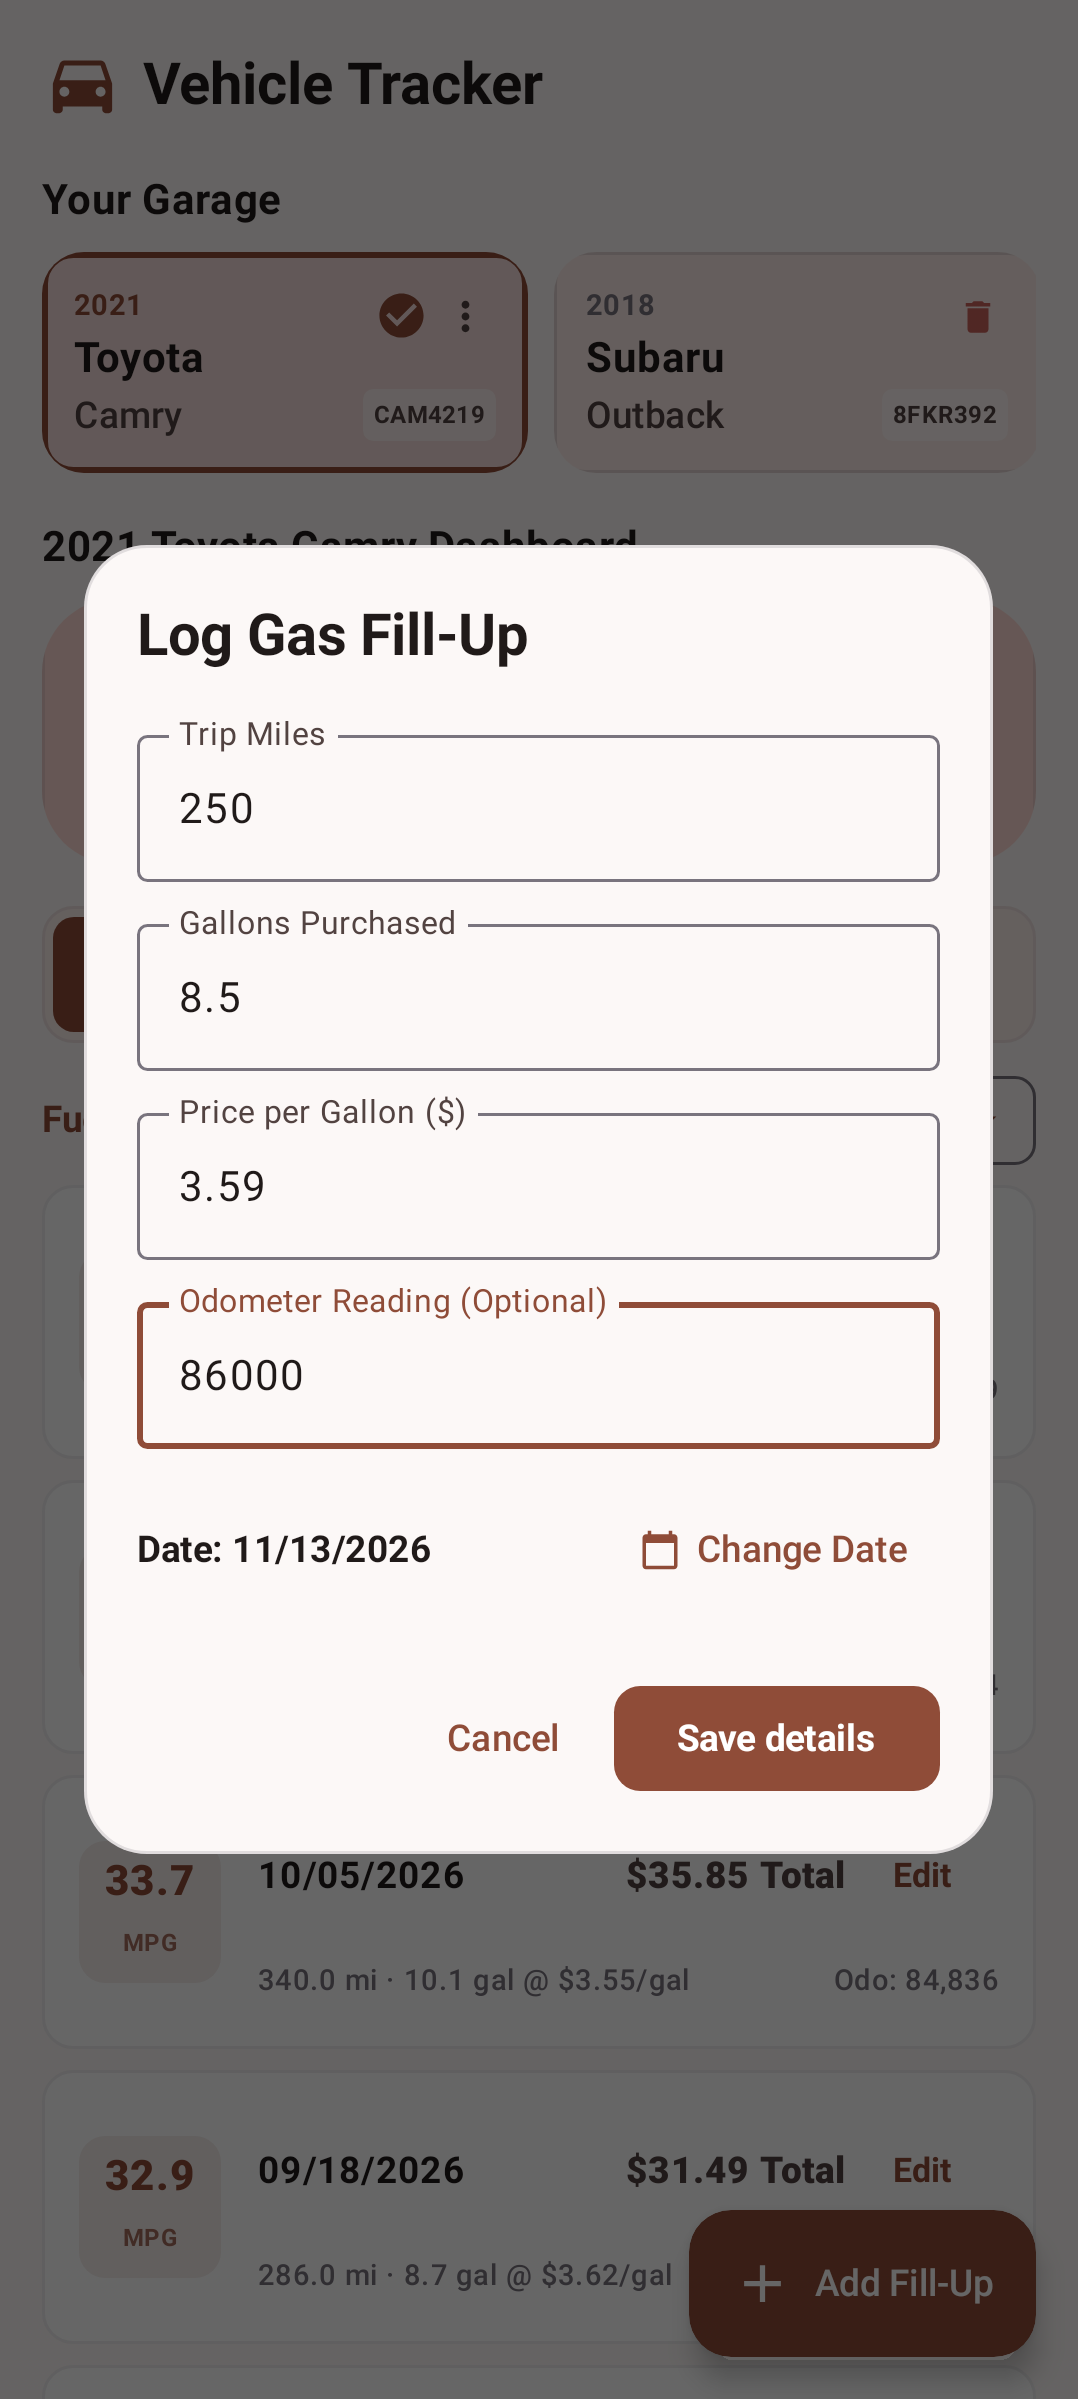 Vehicle Tracker
Your Garage
2021
Toyota
Camry
CAM4219
2018
Subaru
Outback
8FKR392
2021 Toyota Camry Dashboard
Log Gas Fill-Up
Trip Miles
250
Gallons Purchased
8.5
Price per Gallon ($)
3.59
Odometer Reading (Optional)
86000
Date: 11/13/2026
Change Date
Cancel
Save details
33.7
MPG
10/05/2026
$35.85 Total
Edit
340.0 mi · 10.1 gal @ $3.55/gal
Odo: 84,836
32.9
MPG
09/18/2026
$31.49 Total
Edit
286.0 mi · 8.7 gal @ $3.62/gal
Add Fill-Up